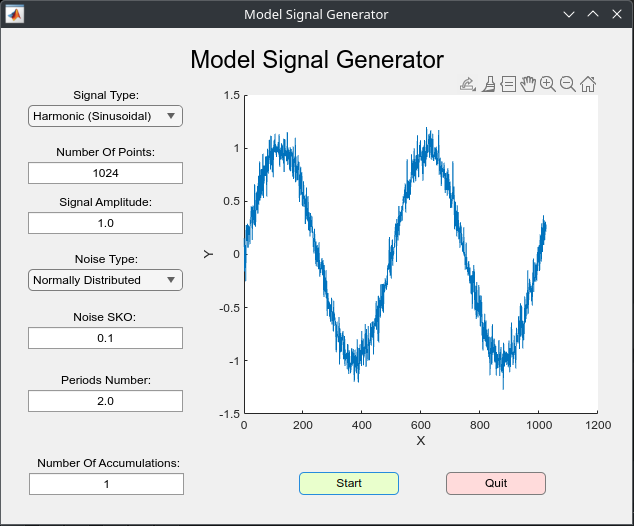 Model Signal Generator
Model Signal Generator
Signal Type:
Harmonic (Sinusoidal)
Number Of Points:
1024
Signal Amplitude:
1.0
Noise Type:
Normally Distributed
Noise SKO:
0.1
Periods Number:
2.0
Number Of Accumulations:
1
1.5
1
0.5
0
-0.5
-1
-1.5
Y
0 200 400 600 800 1000 1200
X
Start
Quit